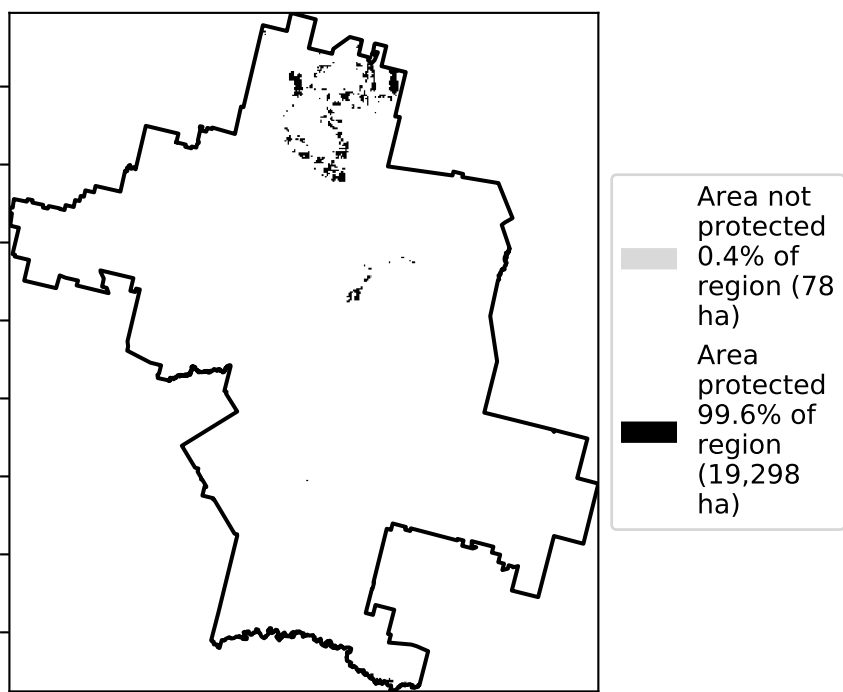 Area not
protected
0.4% of
region (78
ha)
Area
protected
99.6% of
region
(19,298
ha)